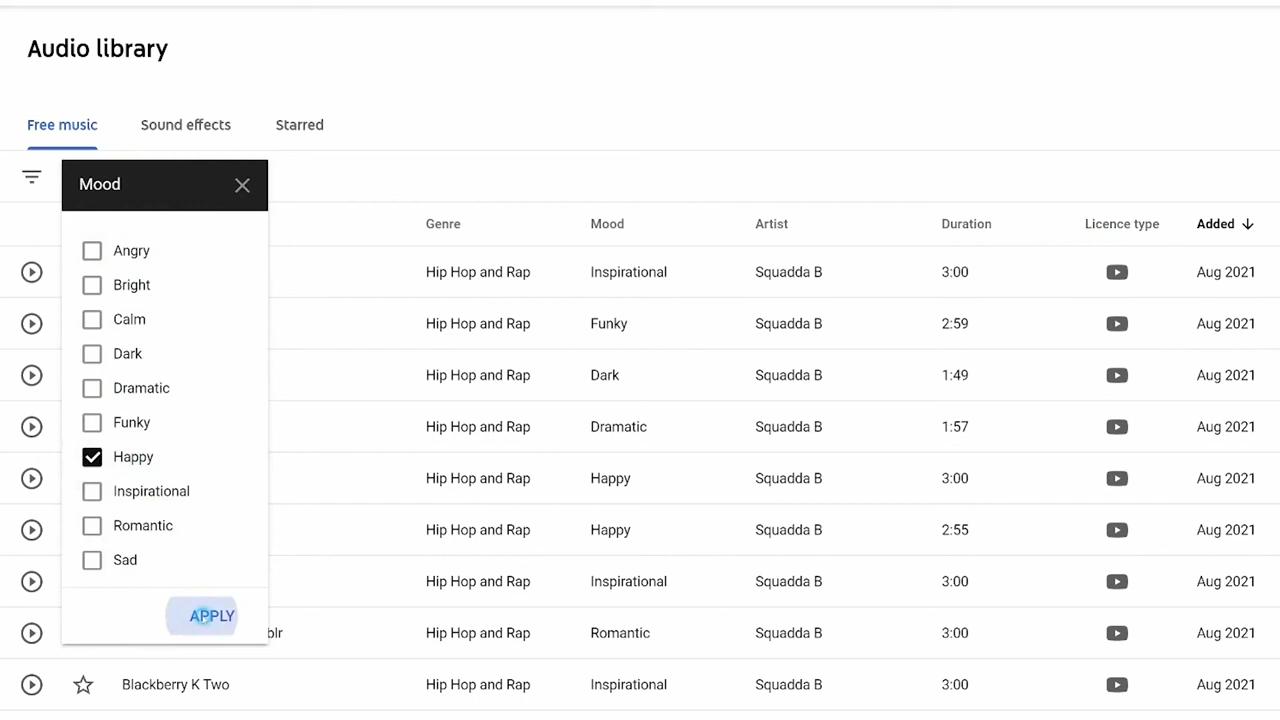 Audio library
Free music Sound effects Starred
Mood
Genre Mood Artist Duration Licence type Added
Angry
Bright
Calm
Dark
Dramatic
Funky
Happy
Inspirational
Romantic
Sad
APPLY
Hip Hop and Rap Inspirational Squadda B 3:00 Aug 2021
Hip Hop and Rap Funky Squadda B 2:59 Aug 2021
Hip Hop and Rap Dark Squadda B 1:49 Aug 2021
Hip Hop and Rap Dramatic Squadda B 1:57 Aug 2021
Hip Hop and Rap Happy Squadda B 3:00 Aug 2021
Hip Hop and Rap Happy Squadda B 2:55 Aug 2021
Hip Hop and Rap Inspirational Squadda B 3:00 Aug 2021
blr Hip Hop and Rap Romantic Squadda B 3:00 Aug 2021
Blackberry K Two Hip Hop and Rap Inspirational Squadda B 3:00 Aug 2021